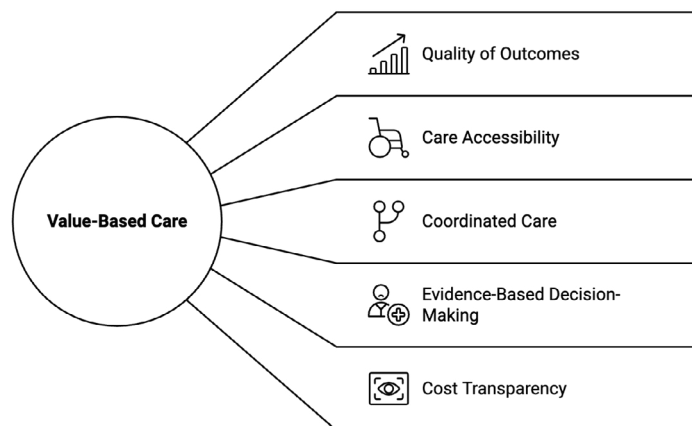 Quality of Outcomes
Care Accessibility
Value-Based Care
Coordinated Care
Evidence-Based Decision-
Making
Cost Transparency